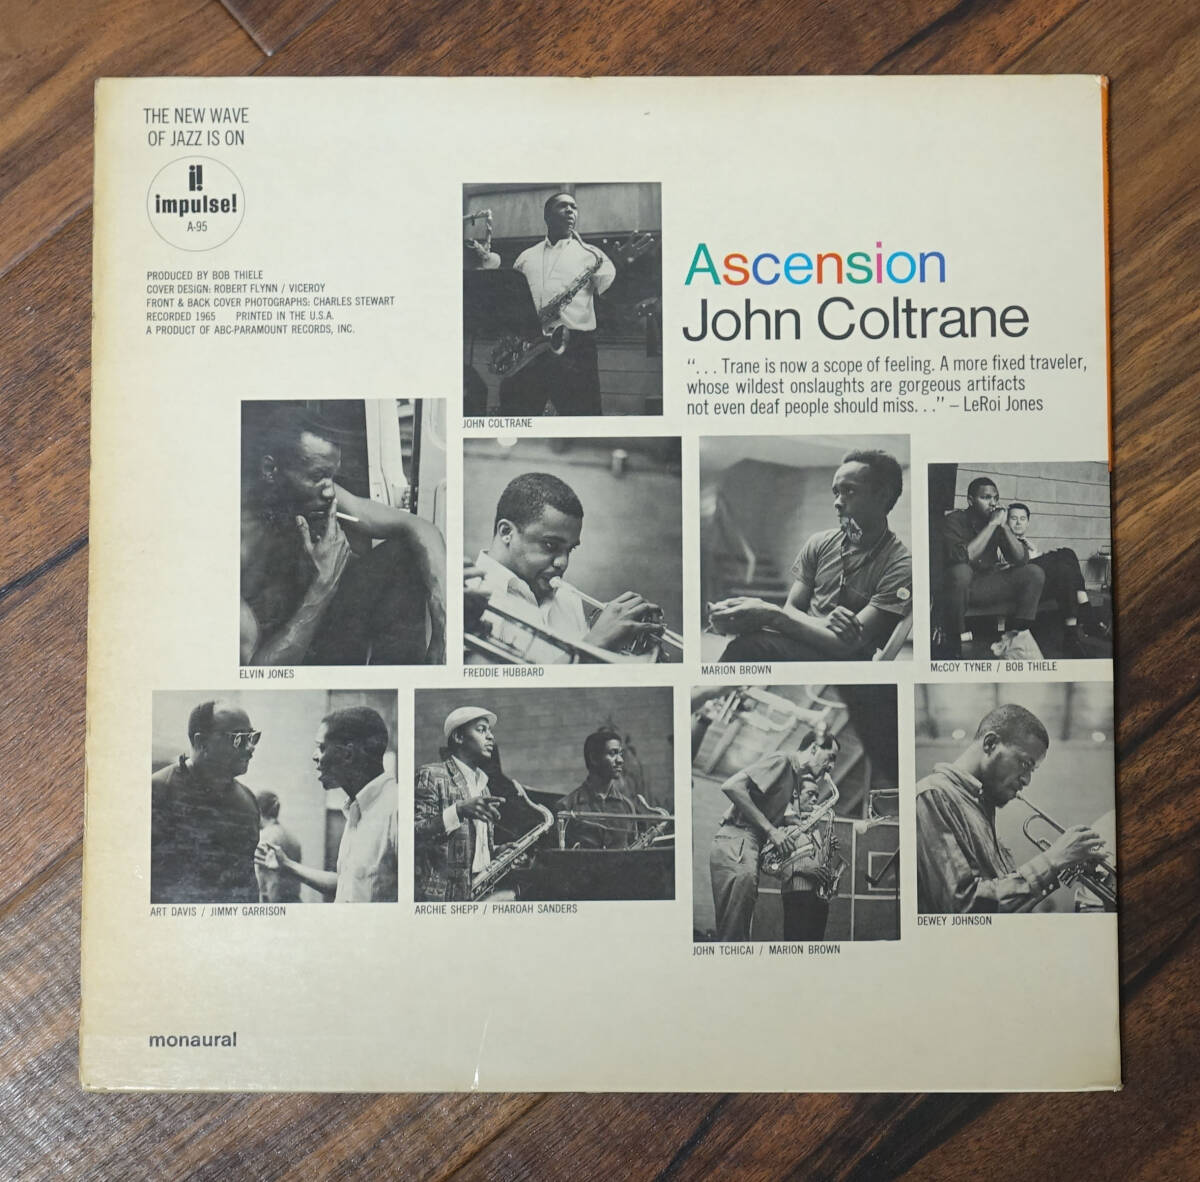 THE NEW WAVE
OF JAZZ IS ON
i!
impulse!
A-95
PRODUCED BY BOB THIELE
COVER DESIGN: ROBERT FLYNN / VICEROY
FRONT & BACK COVER PHOTOGRAPHS: CHARLES STEWART
RECORDED 1965 PRINTED IN THE U.S.A.
A PRODUCT OF ABC-PARAMOUNT RECORDS, INC.
Ascension
John Coltrane
“. . . Trane is now a scope of feeling. A more fixed traveler,
whose wildest onslaughts are gorgeous artifacts
not even deaf people should miss. . .” – LeRoi Jones
JOHN COLTRANE
ELVIN JONES
FREDDIE HUBBARD
MARION BROWN
McCOY TYNER / BOB THIELE
ART DAVIS / JIMMY GARRISON
ARCHIE SHEPP / PHAROAH SANDERS
JOHN TCHICAI / MARION BROWN
DEWEY JOHNSON
monaural